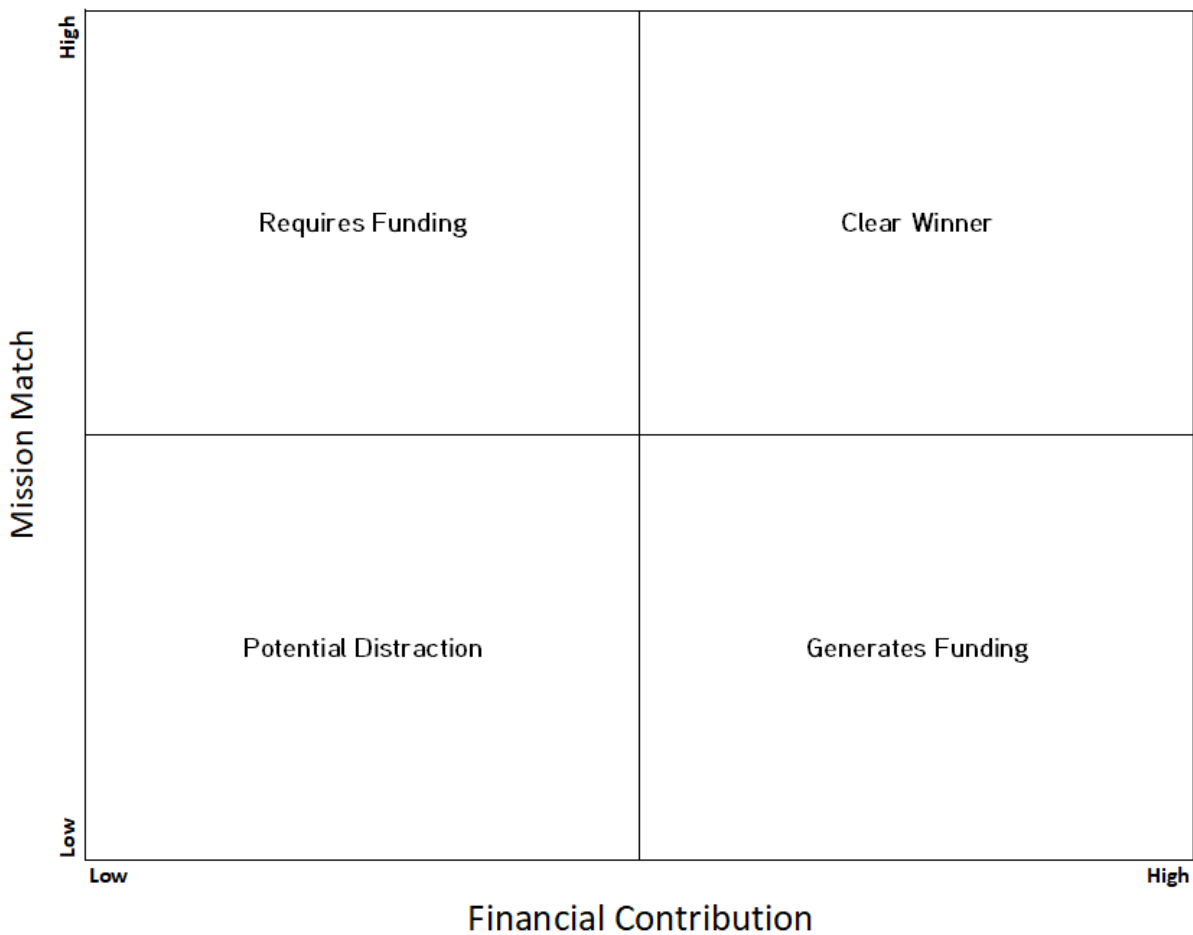 High
Requires Funding
Clear Winner
Mission Match
Potential Distraction
Generates Funding
Low
Low
High
Financial Contribution